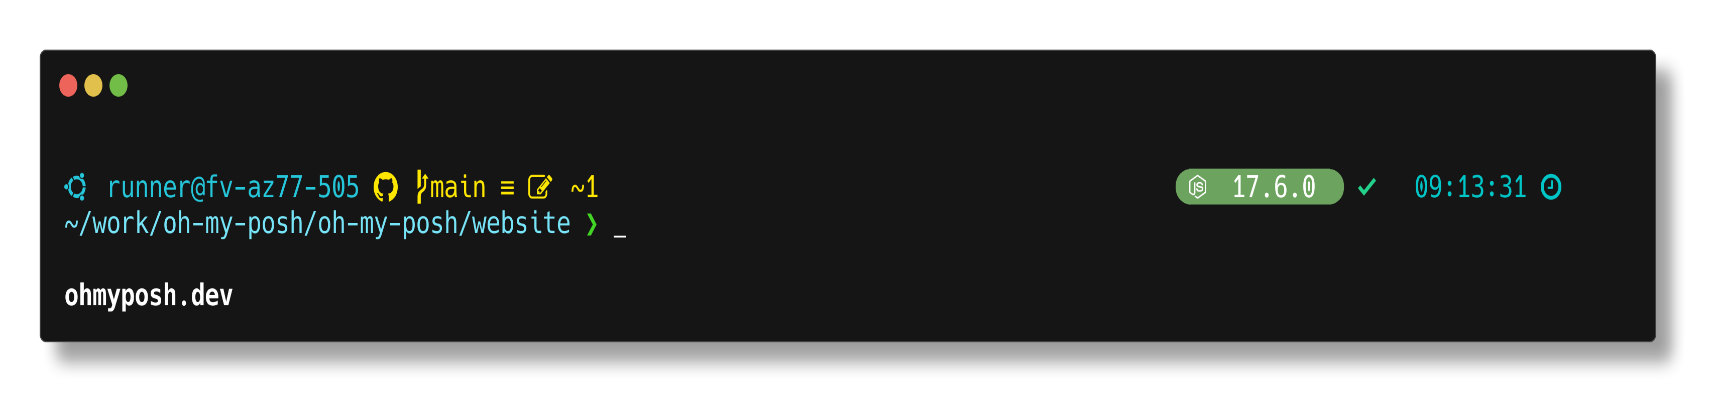 runner@fv-az77-505 main ≡ ~1 17.6.0 ✓ 09:13:31
~/work/oh-my-posh/oh-my-posh/website ❯ _
ohmyposh.dev